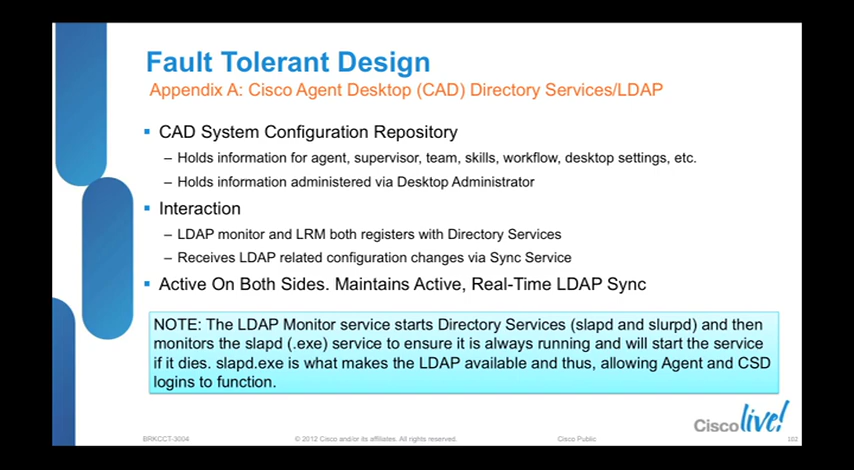 Fault Tolerant Design
Appendix A: Cisco Agent Desktop (CAD) Directory Services/LDAP
▪ CAD System Configuration Repository
– Holds information for agent, supervisor, team, skills, workflow, desktop settings, etc.
– Holds information administered via Desktop Administrator
▪ Interaction
– LDAP monitor and LRM both registers with Directory Services
– Receives LDAP related configuration changes via Sync Service
▪ Active On Both Sides. Maintains Active, Real-Time LDAP Sync
NOTE: The LDAP Monitor service starts Directory Services (slapd and slurpd) and then
monitors the slapd (.exe) service to ensure it is always running and will start the service
if it dies. slapd.exe is what makes the LDAP available and thus, allowing Agent and CSD
logins to function.
Cisco live!
BRKCCT-3004 © 2012 Cisco and/or its affiliates. All rights reserved. Cisco Public 102